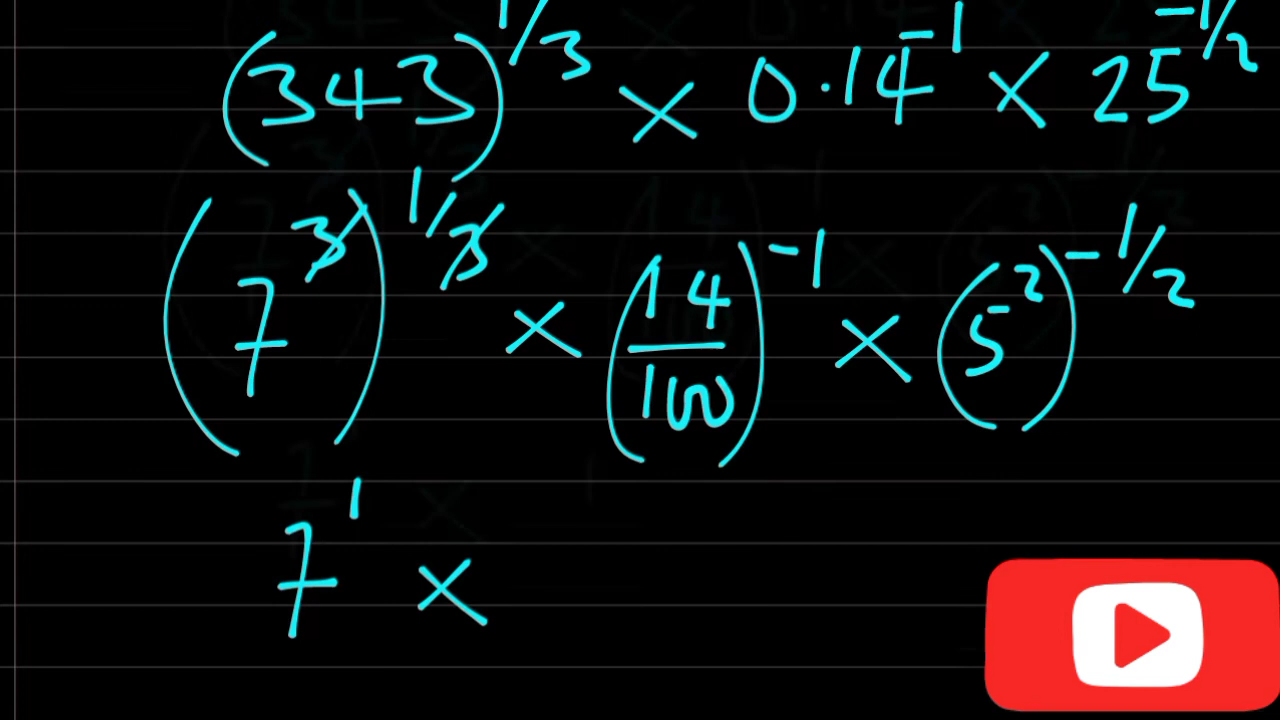 (343)^1/3 × 0.14^-1 × 25^-1/2
(7^3)^1/3 × (14/100)^-1 × (5^2)^-1/2
7^1 ×